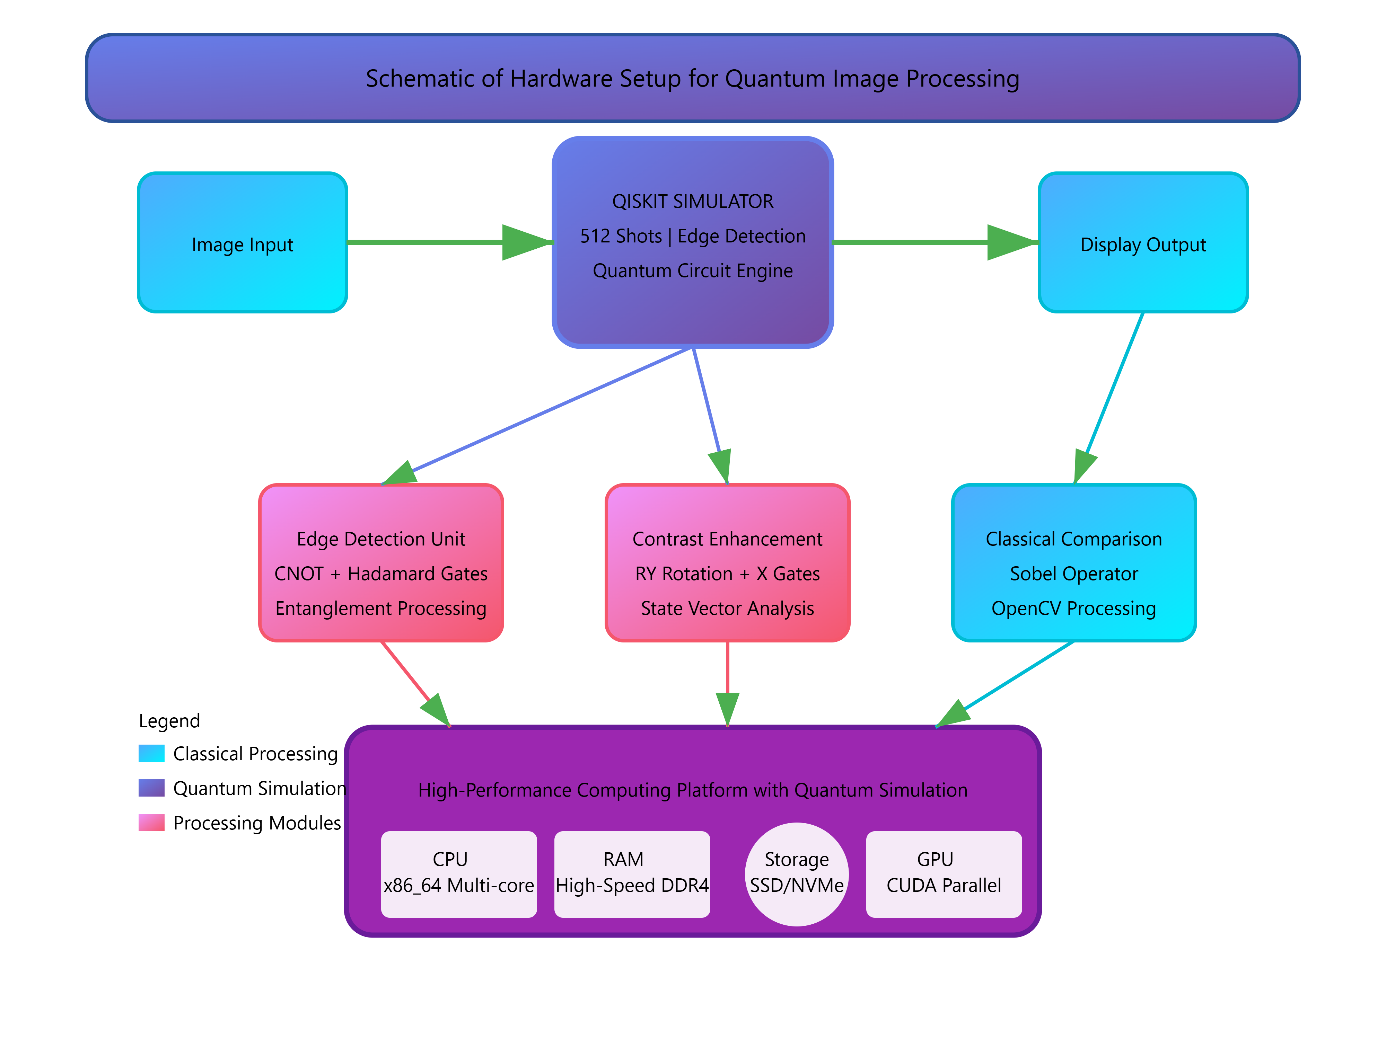 Schematic of Hardware Setup for Quantum Image Processing
Image Input
QISKIT SIMULATOR
512 Shots | Edge Detection
Quantum Circuit Engine
Display Output
Edge Detection Unit
CNOT + Hadamard Gates
Entanglement Processing
Contrast Enhancement
RY Rotation + X Gates
State Vector Analysis
Classical Comparison
Sobel Operator
OpenCV Processing
Legend
Classical Processing
Quantum Simulation
Processing Modules
High-Performance Computing Platform with Quantum Simulation
CPU
x86_64 Multi-core
RAM
High-Speed DDR4
Storage
SSD/NVMe
GPU
CUDA Parallel